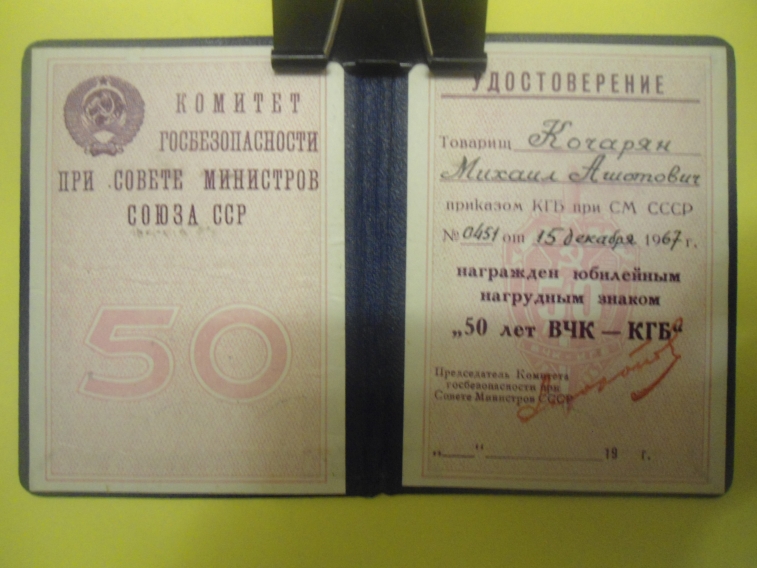 КОМИТЕТ
ГОСБЕЗОПАСНОСТИ
ПРИ СОВЕТЕ МИНИСТРОВ
СОЮЗА ССР
50
УДОСТОВЕРЕНИЕ
Товарищ Кочарян
Михаил Ашотович
приказом КГБ при СМ СССР
№ 0451 от 15 декабря 1967 г.
награжден юбилейным
нагрудным знаком
„50 лет ВЧК — КГБ“
Председатель Комитета
госбезопасности при
Совете Министров СССР
„ “ 19 г.